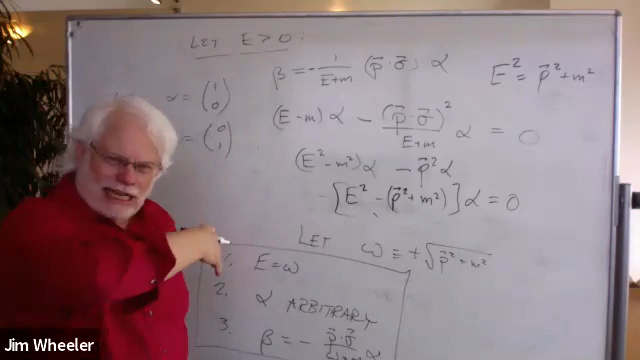 LET E > 0 :
β = - 1/(E+m) (p⃗·σ⃗) α
E² = p⃗² + m²
α = (1 0)
= (0 1)
(E-m)α - (p⃗·σ⃗)²/(E+m) α = 0
(E²-m²)α - p⃗²α
[E² - (p⃗²+m²)]α = 0
LET ω ≡ +√(p⃗²+m²)
1. E = ω
2. α ARBITRARY
3. β = - p⃗·σ⃗/(ω+m) α
Jim Wheeler